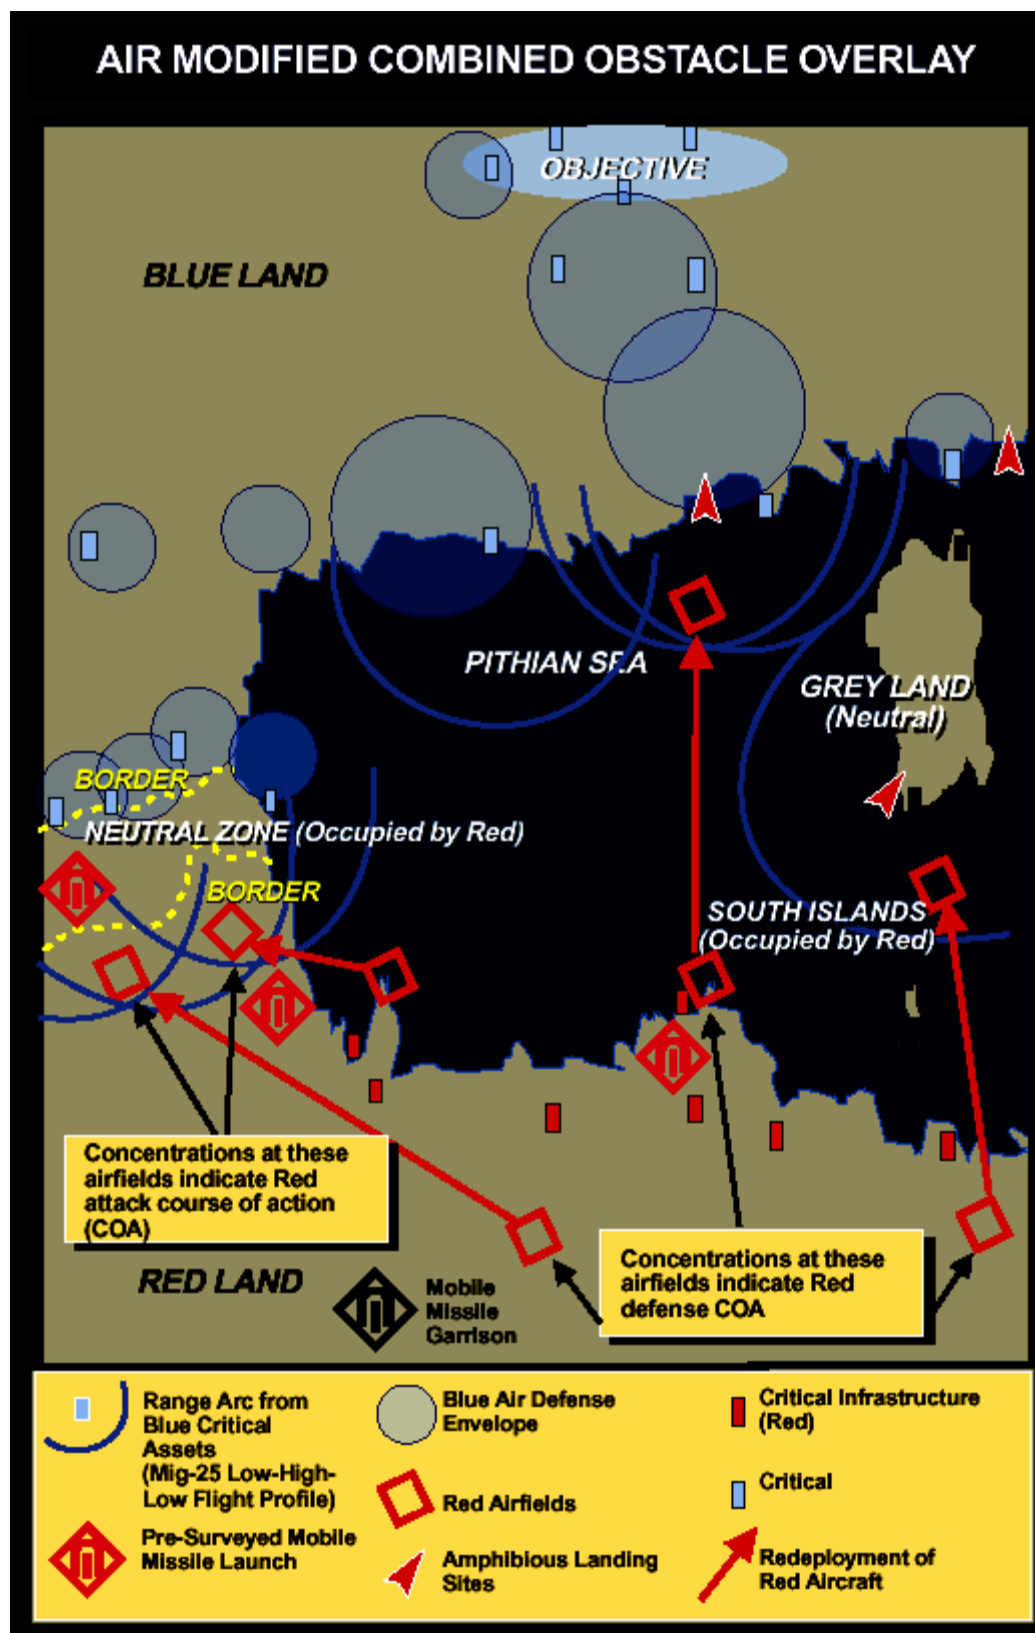 AIR MODIFIED COMBINED OBSTACLE OVERLAY
OBJECTIVE
BLUE LAND
PITHIAN SEA
GREY LAND
(Neutral)
BORDER
NEUTRAL ZONE (Occupied by Red)
BORDER
SOUTH ISLANDS
(Occupied by Red)
Concentrations at these
airfields indicate Red
attack course of action
(COA)
Concentrations at these
airfields indicate Red
defense COA
RED LAND
Mobile
Missile
Garrison
Range Arc from
Blue Critical
Assets
(Mig-25 Low-High-
Low Flight Profile)
Pre-Surveyed Mobile
Missile Launch
Blue Air Defense
Envelope
Red Airfields
Amphibious Landing
Sites
Critical Infrastructure
(Red)
Critical
Redeployment of
Red Aircraft